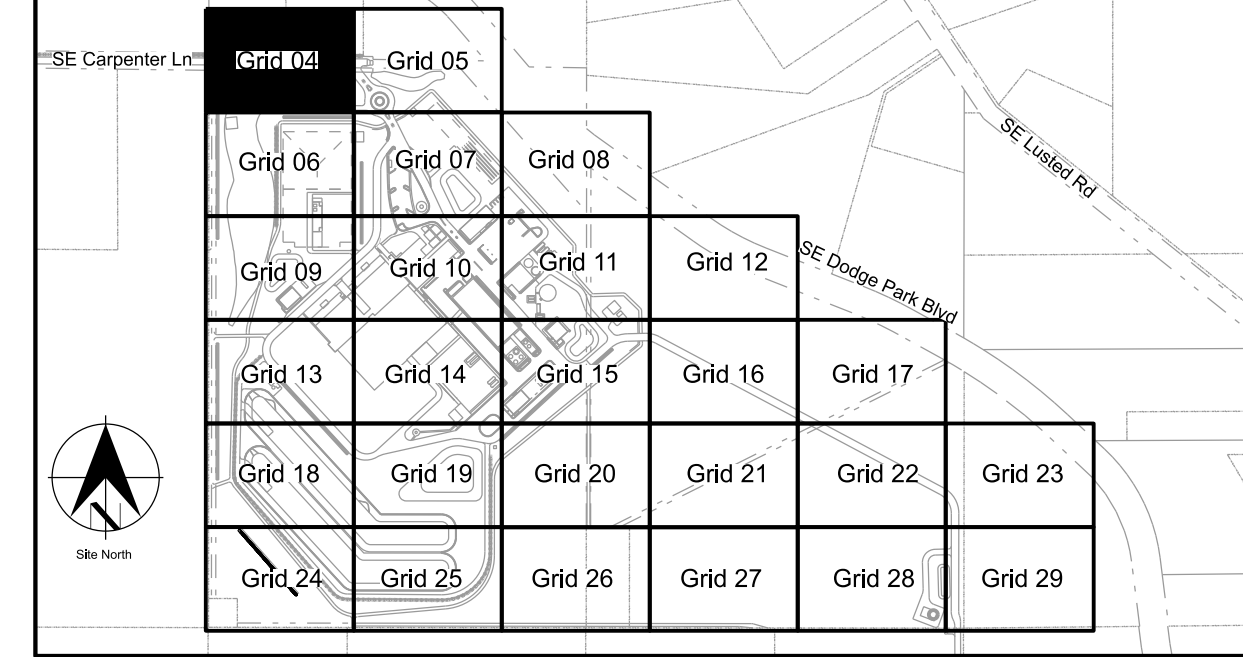 SE Carpenter Ln
Grid 04
Grid 05
SE Lusted Rd
Grid 06
Grid 07
Grid 08
Grid 09
Grid 10
Grid 11
Grid 12
SE Dodge Park Blvd
Grid 13
Grid 14
Grid 15
Grid 16
Grid 17
Grid 18
Grid 19
Grid 20
Grid 21
Grid 22
Grid 23
Site North
Grid 24
Grid 25
Grid 26
Grid 27
Grid 28
Grid 29